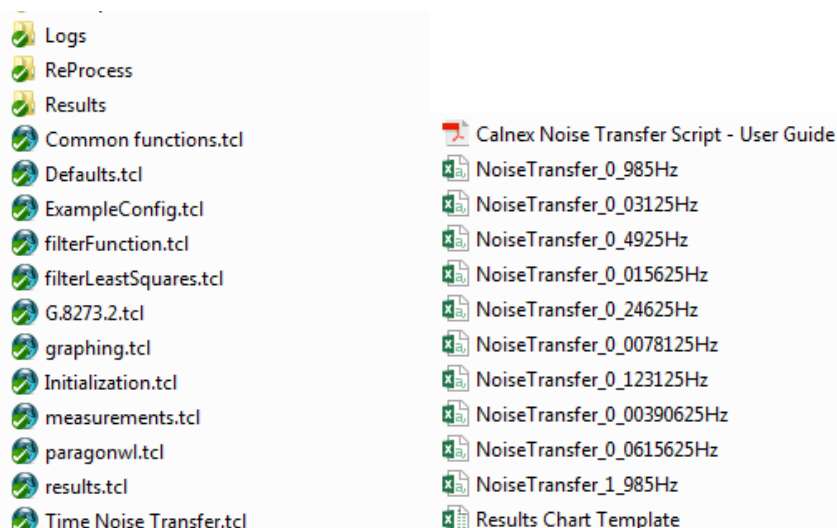 Logs
ReProcess
Results
Common functions.tcl
Defaults.tcl
ExampleConfig.tcl
filterFunction.tcl
filterLeastSquares.tcl
G.8273.2.tcl
graphing.tcl
Initialization.tcl
measurements.tcl
paragonwl.tcl
results.tcl
Time Noise Transfer.tcl
Calnex Noise Transfer Script - User Guide
NoiseTransfer_0_985Hz
NoiseTransfer_0_03125Hz
NoiseTransfer_0_4925Hz
NoiseTransfer_0_015625Hz
NoiseTransfer_0_24625Hz
NoiseTransfer_0_0078125Hz
NoiseTransfer_0_123125Hz
NoiseTransfer_0_00390625Hz
NoiseTransfer_0_0615625Hz
NoiseTransfer_1_985Hz
Results Chart Template